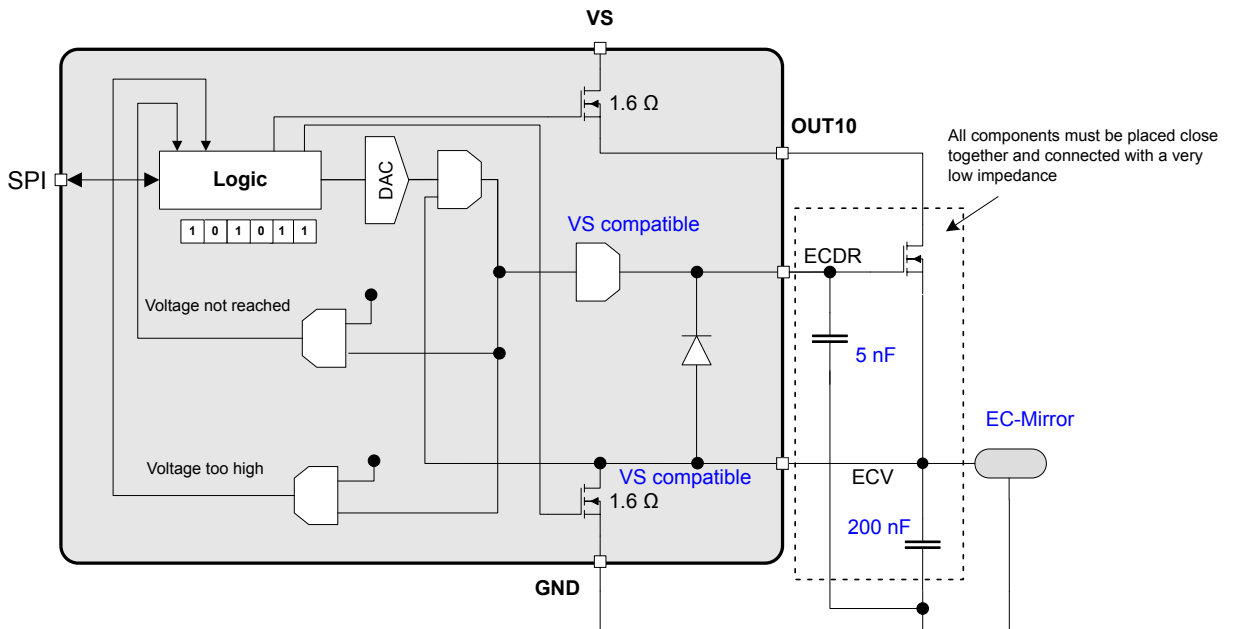 VS
1.6 Ω
OUT10
All components must be placed close
together and connected with a very
low impedance
SPI
Logic
DAC
1 0 1 0 1 1
VS compatible
ECDR
Voltage not reached
5 nF
EC-Mirror
Voltage too high
VS compatible
ECV
1.6 Ω
200 nF
GND